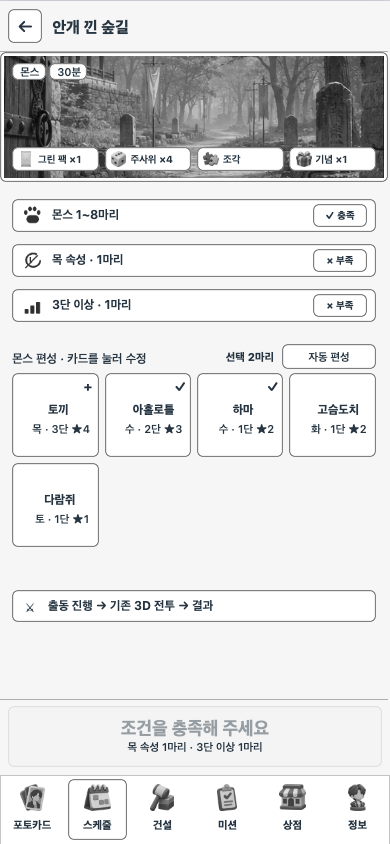 안개 낀 숲길
몬스 30분
그린 팩 ×1 주사위 ×4 조각 기념 ×1
몬스 1~8마리 ✓ 충족
목 속성 · 1마리 × 부족
3단 이상 · 1마리 × 부족
몬스 편성 · 카드를 눌러 수정 선택 2마리 자동 편성
토끼
목 · 3단 ★4
아홀로틀
수 · 2단 ★3
하마
수 · 1단 ★2
고슴도치
화 · 1단 ★2
다람쥐
토 · 1단 ★1
출동 진행 → 기존 3D 전투 → 결과
조건을 충족해 주세요
목 속성 1마리 · 3단 이상 1마리
포토카드 스케줄 건설 미션 상점 정보